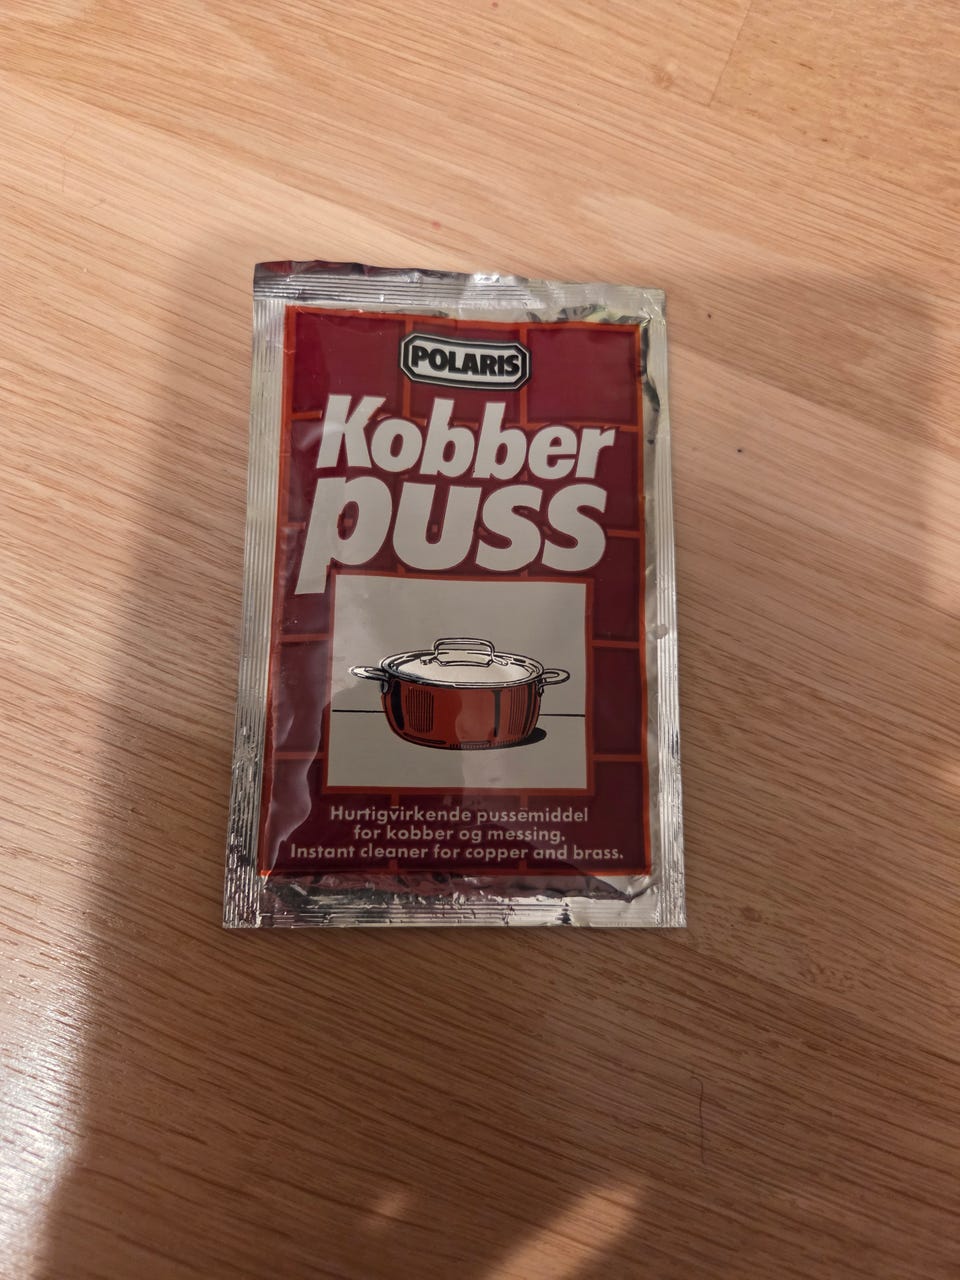 POLARIS
Kobber
puss
Hurtigvirkende pussemiddel
for kobber og messing.
Instant cleaner for copper and brass.